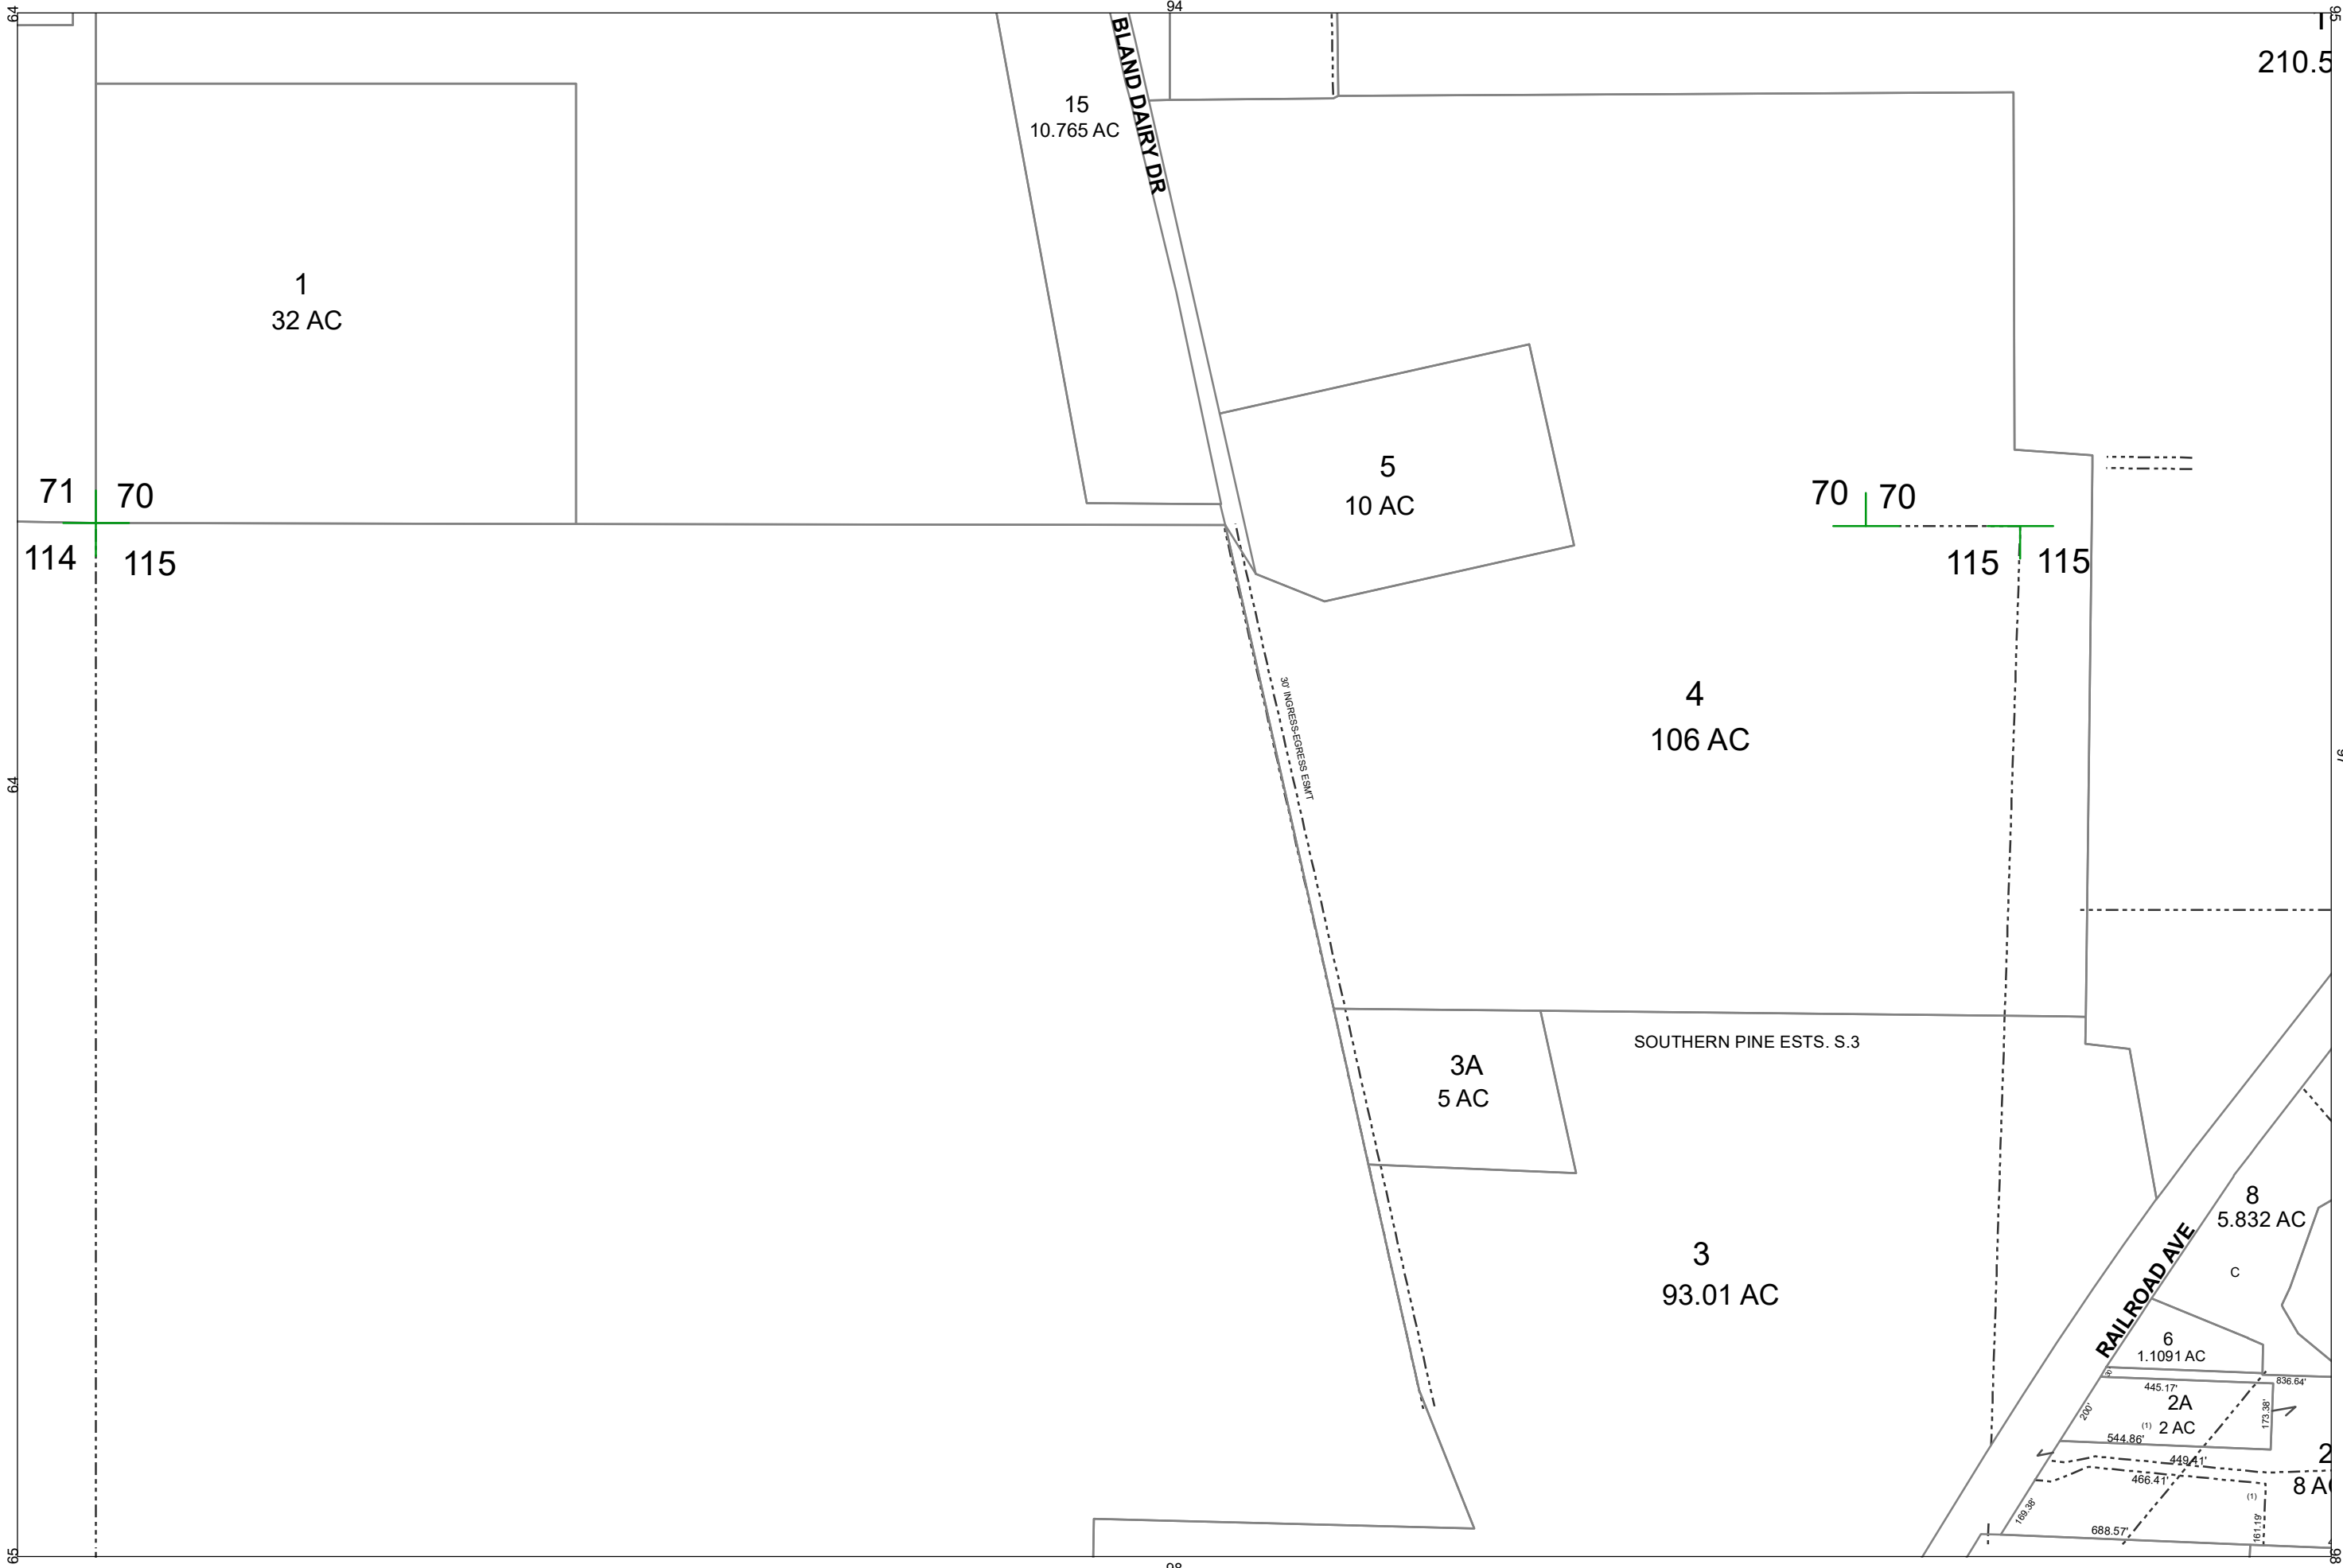 64
94
95
210.5
BLAND DAIRY DR
15
10.765 AC
1
32 AC
5
10 AC
71
70
114
115
70
70
115
115
30' INGRESS-EGRESS ESM'T
4
106 AC
64
SOUTHERN PINE ESTS. S.3
3A
5 AC
3
93.01 AC
RAILROAD AVE
8
5.832 AC
C
6
1.1091 AC
445.17'
836.64'
2A
(1) 2 AC
200'
173.38'
544.86'
449.41'
466.41'
2
8 AC
(1)
169.38'
161.19'
688.57'
65
98
98